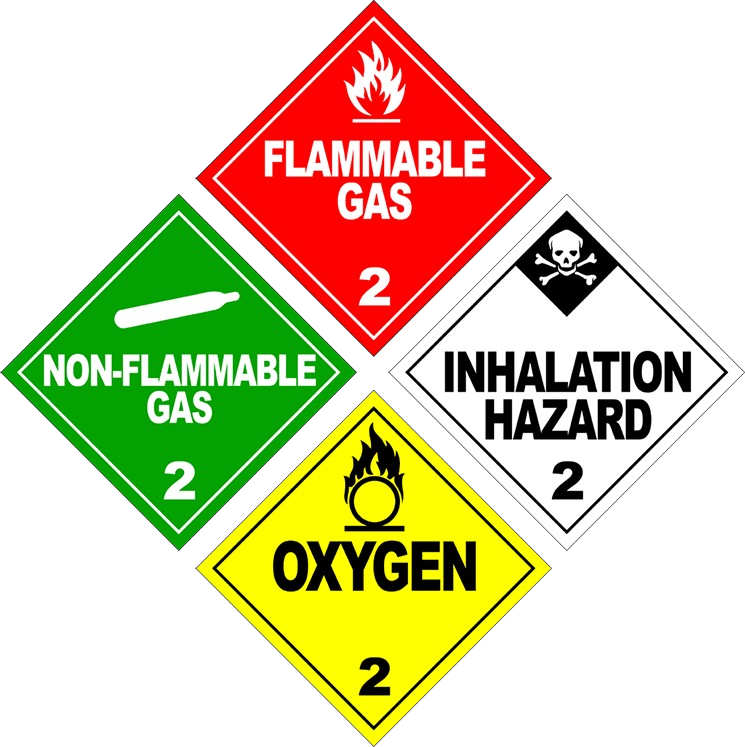 FLAMMABLE
GAS
2
NON-FLAMMABLE
GAS
2
INHALATION
HAZARD
2
OXYGEN
2